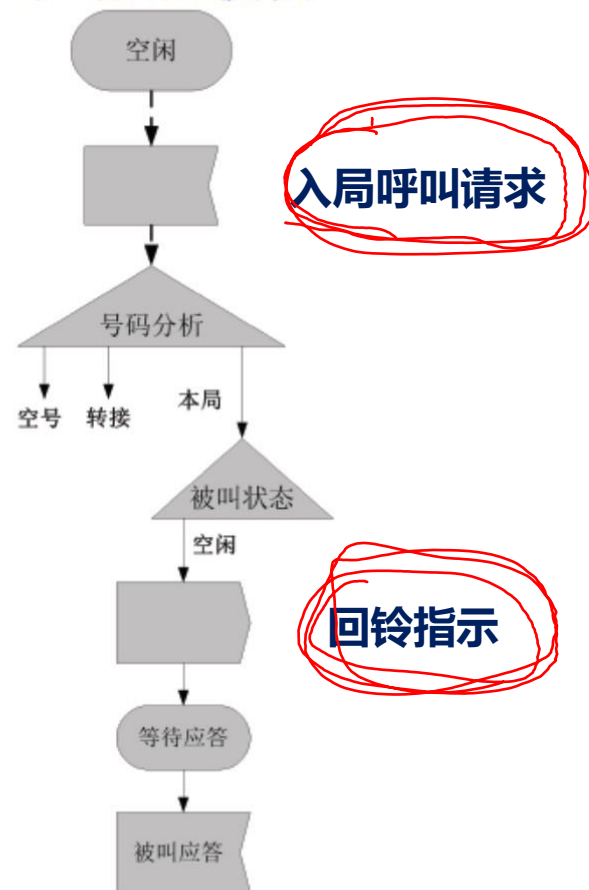 空闲
入局呼叫请求
号码分析
空号 转接 本局
被叫状态
空闲
回铃指示
等待应答
被叫应答